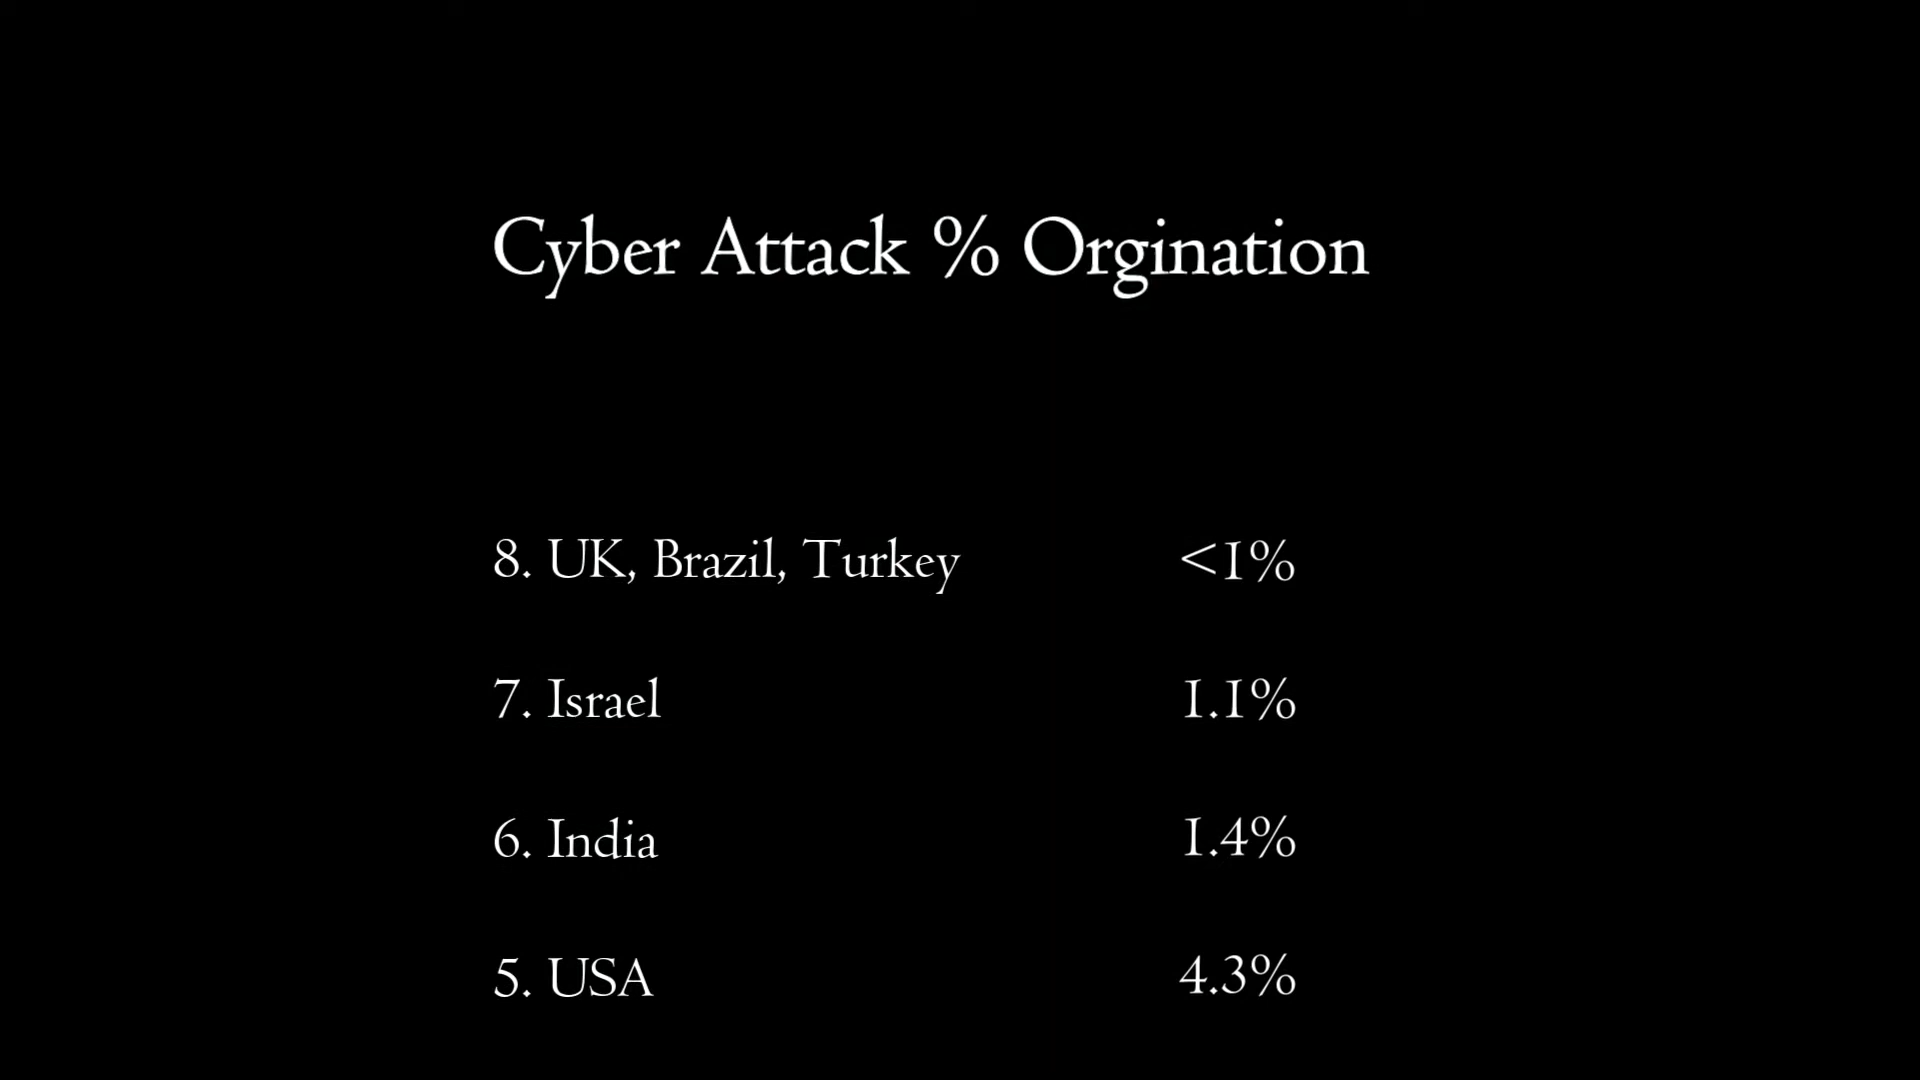 Cyber Attack % Orgination
8. UK, Brazil, Turkey <1%
7. Israel 1.1%
6. India 1.4%
5. USA 4.3%